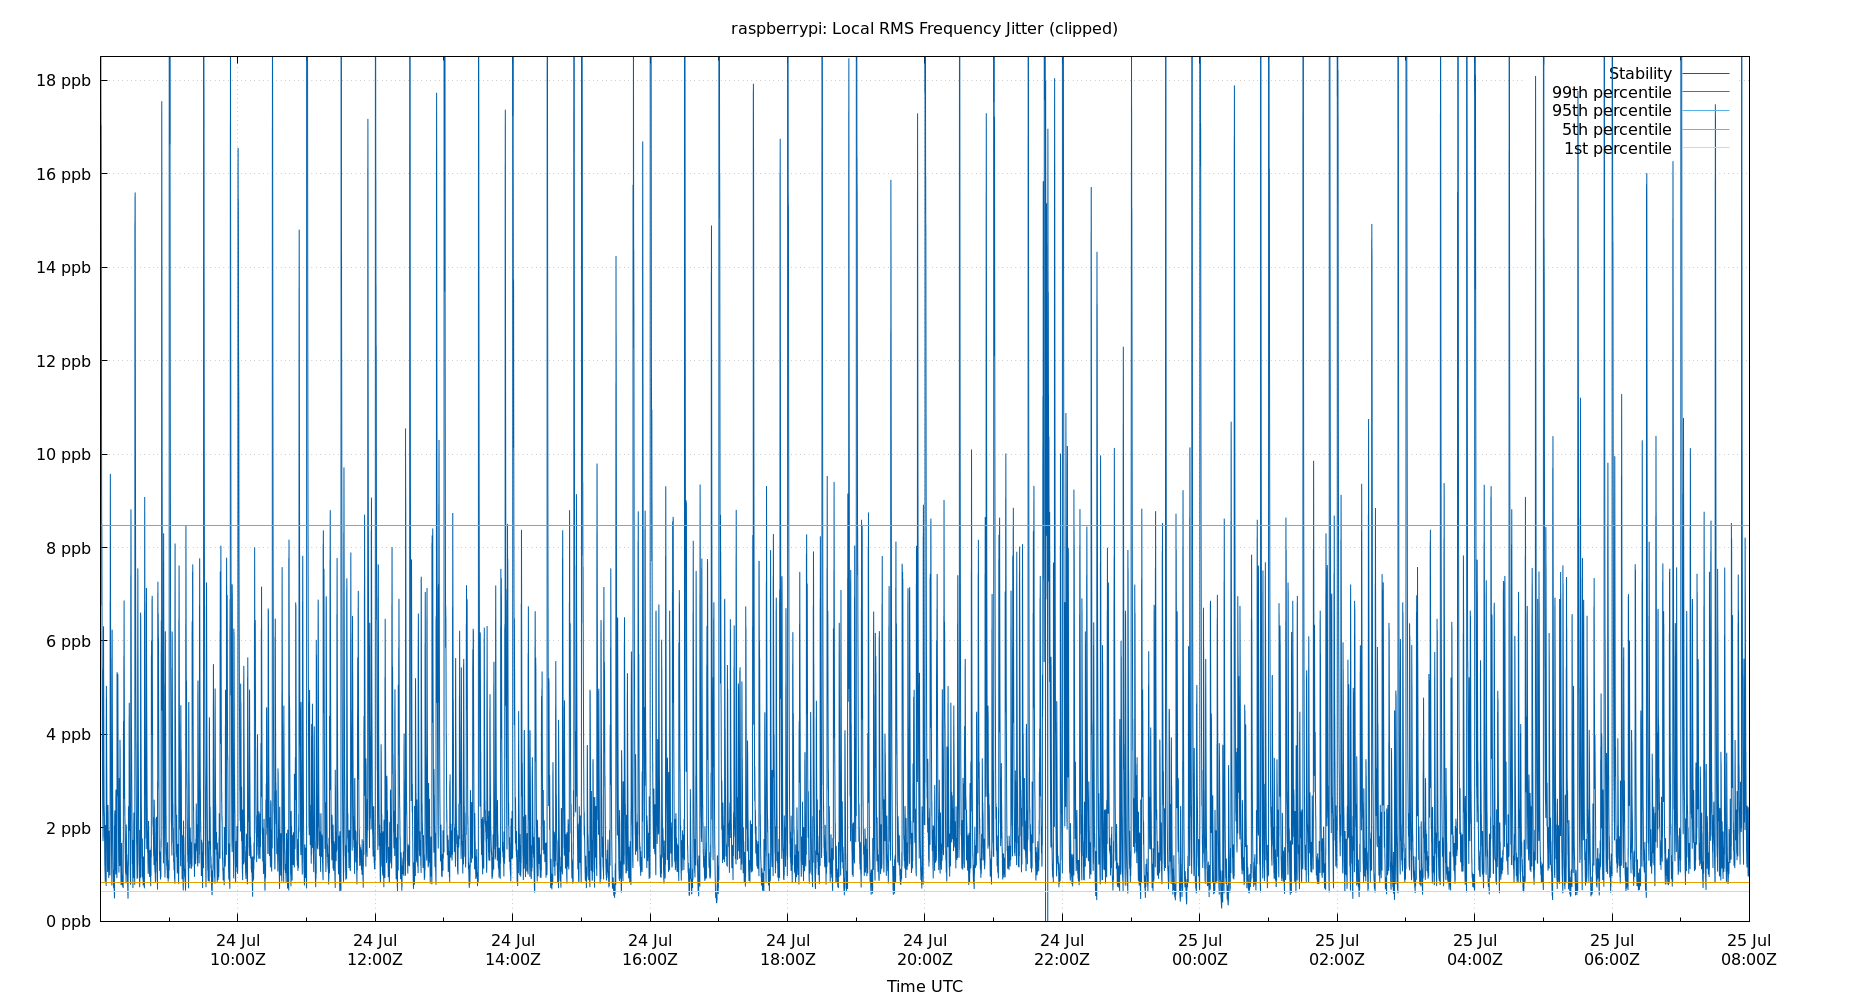 raspberrypi: Local RMS Frequency Jitter (clipped)
Stability
99th percentile
95th percentile
5th percentile
1st percentile
18 ppb
16 ppb
14 ppb
12 ppb
10 ppb
8 ppb
6 ppb
4 ppb
2 ppb
0 ppb
24 Jul 24 Jul 24 Jul 24 Jul 24 Jul 24 Jul 24 Jul 25 Jul 25 Jul 25 Jul 25 Jul 25 Jul
10:00Z 12:00Z 14:00Z 16:00Z 18:00Z 20:00Z 22:00Z 00:00Z 02:00Z 04:00Z 06:00Z 08:00Z
Time UTC